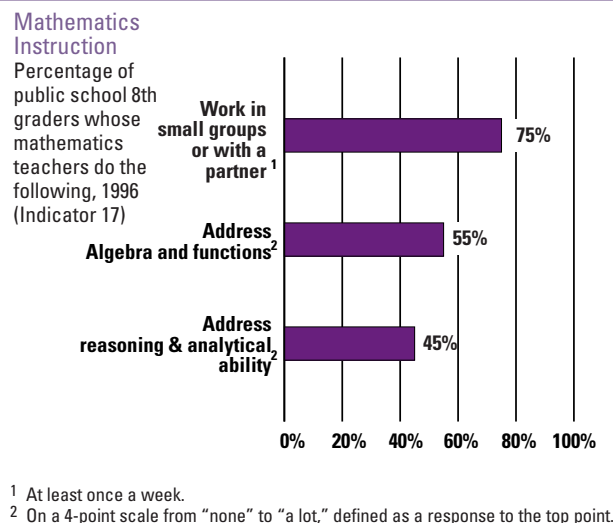 Mathematics
Instruction
Percentage of
public school 8th
graders whose
mathematics
teachers do the
following, 1996
(Indicator 17)
Work in
small groups
or with a
partner 1
75%
Address
Algebra and functions2
55%
Address
reasoning & analytical
ability2
45%
0% 20% 40% 60% 80% 100%
1 At least once a week.
2 On a 4-point scale from “none” to “a lot,” defined as a response to the top point.